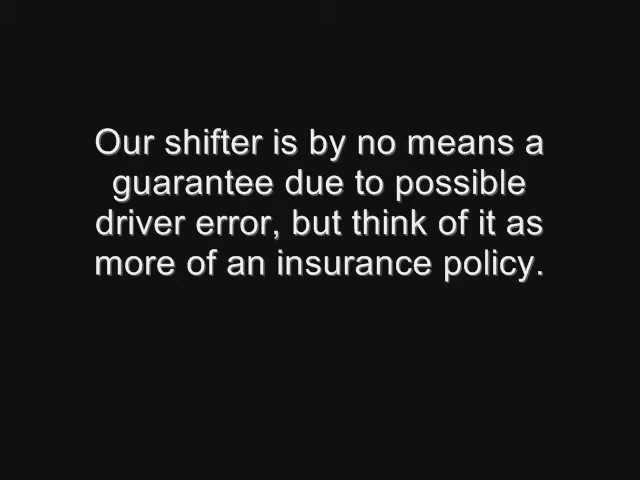 Our shifter is by no means a
guarantee due to possible
driver error, but think of it as
more of an insurance policy.